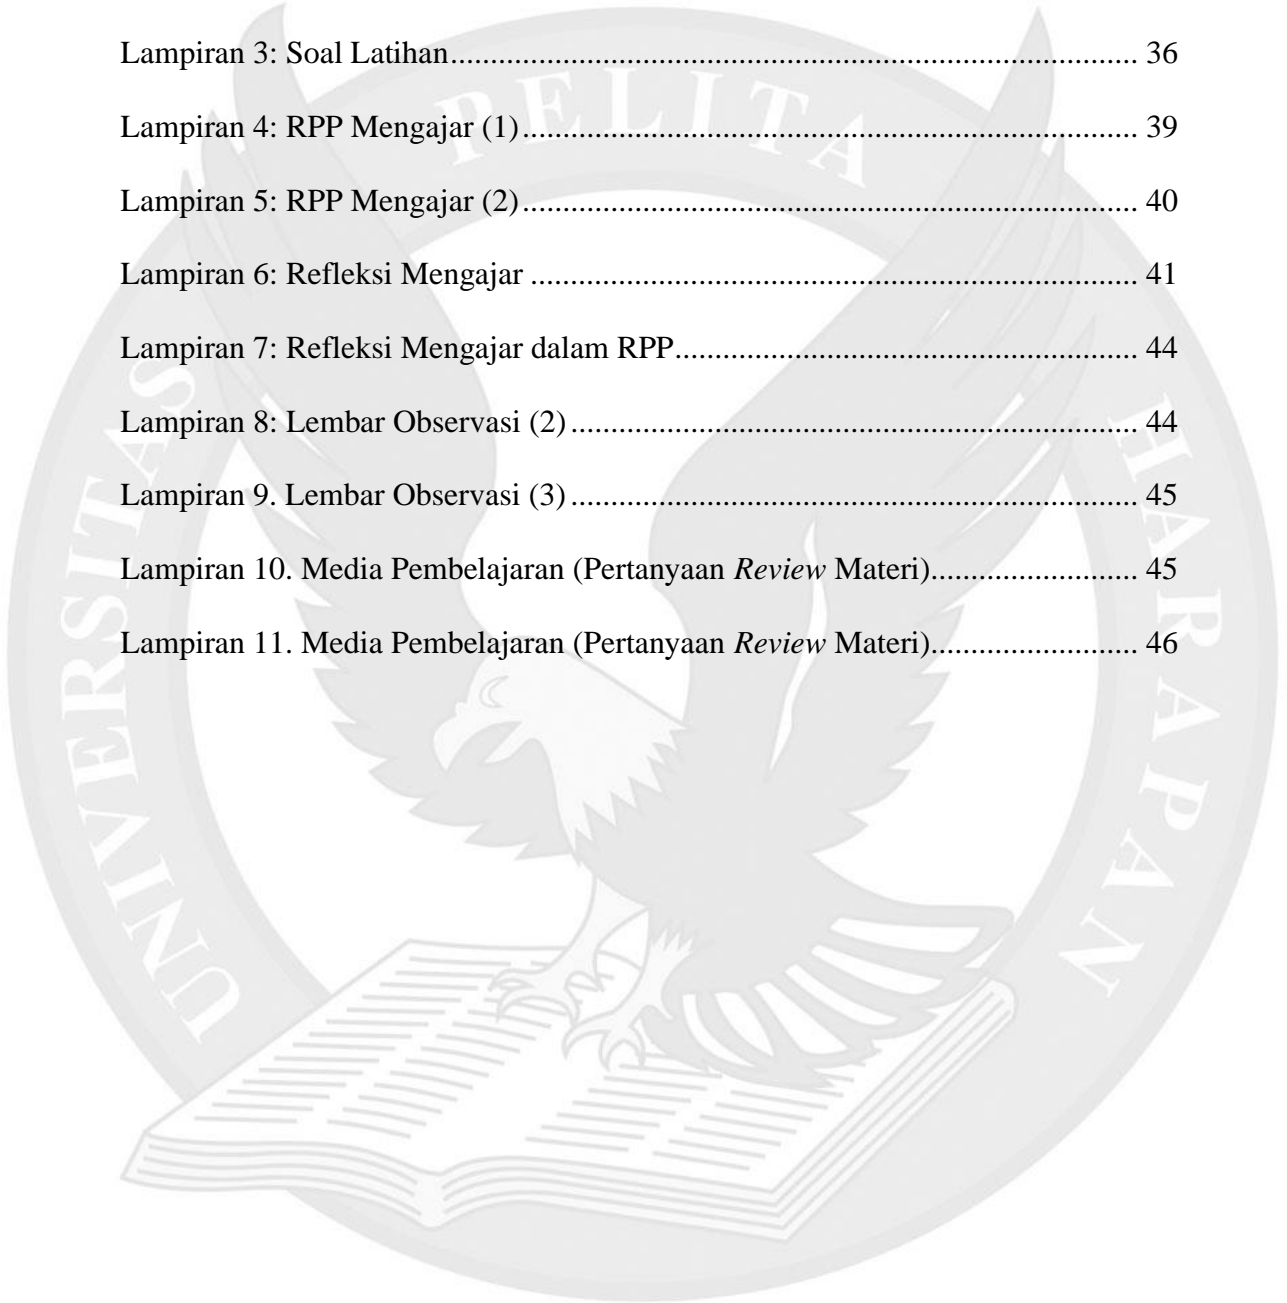 Lampiran 3: Soal Latihan.................................................................................... 36
Lampiran 4: RPP Mengajar (1)........................................................................... 39
Lampiran 5: RPP Mengajar (2)........................................................................... 40
Lampiran 6: Refleksi Mengajar .......................................................................... 41
Lampiran 7: Refleksi Mengajar dalam RPP........................................................ 44
Lampiran 8: Lembar Observasi (2)..................................................................... 44
Lampiran 9. Lembar Observasi (3)..................................................................... 45
Lampiran 10. Media Pembelajaran (Pertanyaan Review Materi)......................... 45
Lampiran 11. Media Pembelajaran (Pertanyaan Review Materi)......................... 46
UNIVERSITAS PELITA HARAPAN